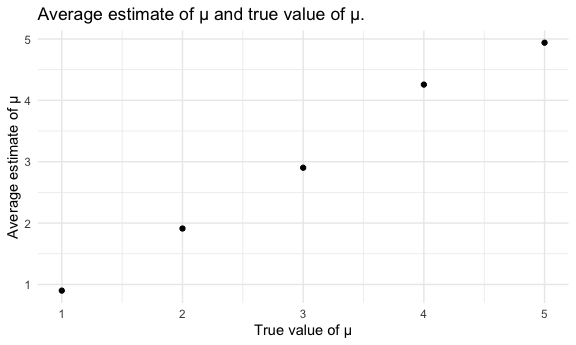 Average estimate of μ and true value of μ.
Average estimate of μ
5
4
3
2
1
1 2 3 4 5
True value of μ